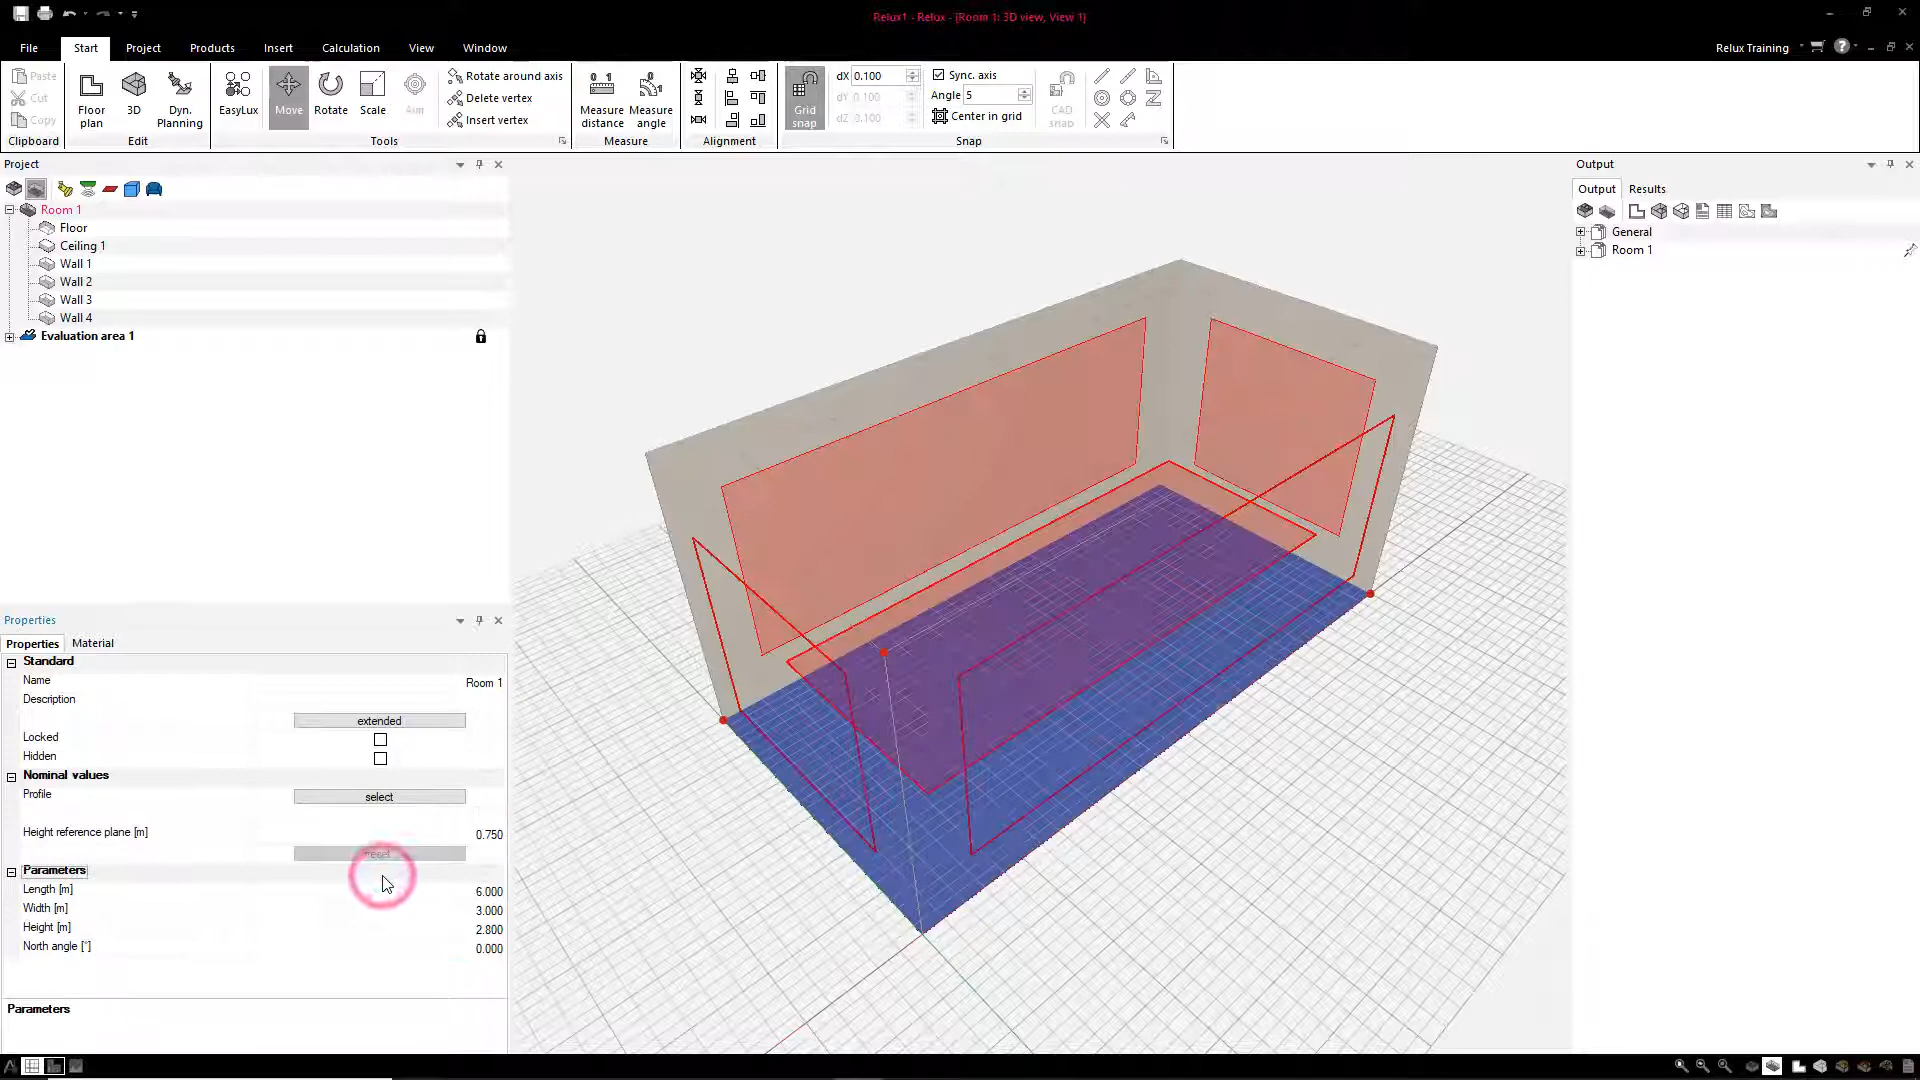 Relux1 - Relux - [Room 1: 3D view, View 1]
File Start Project Products Insert Calculation View Window Relux Training
Paste
Cut
Copy
Clipboard
Floor plan
3D
Dyn. Planning
Edit
EasyLux
Move
Rotate
Scale
Aim
Rotate around axis
Delete vertex
Insert vertex
Tools
Measure distance
Measure angle
Measure
Alignment
Grid snap
dX 0.100
dY 0.100
dZ 0.100
Sync. axis
Angle 5
Center in grid
CAD snap
Snap
Project
Room 1
Floor
Ceiling 1
Wall 1
Wall 2
Wall 3
Wall 4
Evaluation area 1
Properties
Properties Material
Standard
Name Room 1
Description
extended
Locked
Hidden
Nominal values
Profile select
Height reference plane [m] 0.750
reset
Parameters
Length [m] 6.000
Width [m] 3.000
Height [m] 2.800
North angle [°] 0.000
Parameters
Output
Output Results
General
Room 1